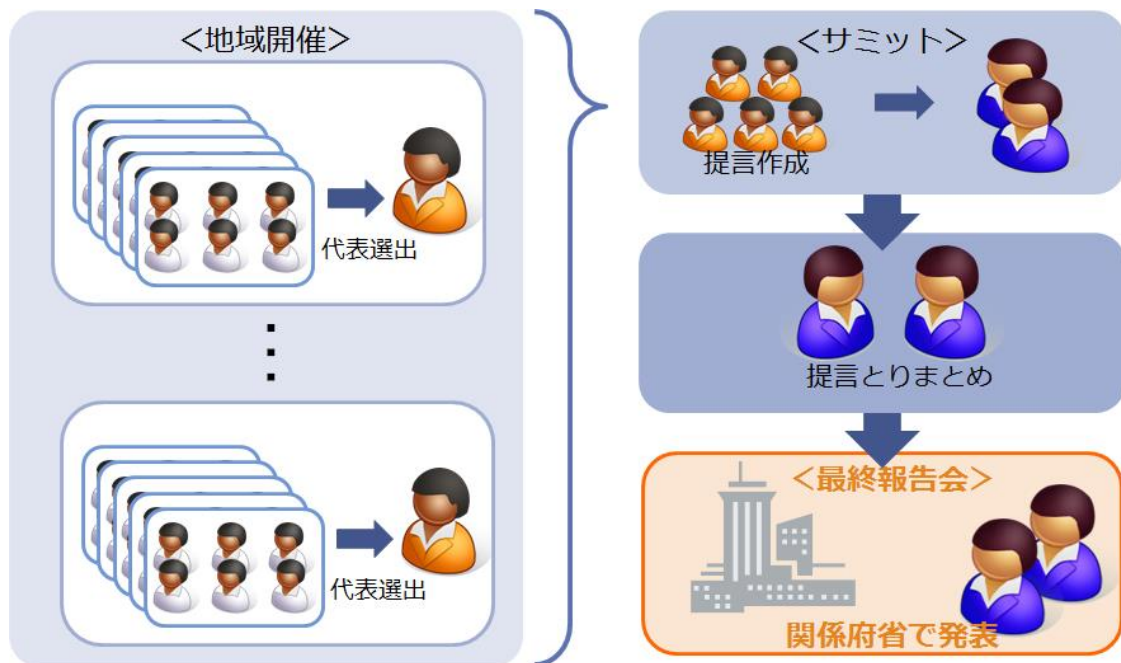 ＜地域開催＞
代表選出
代表選出
＜サミット＞
提言作成
提言とりまとめ
＜最終報告会＞
関係府省で発表